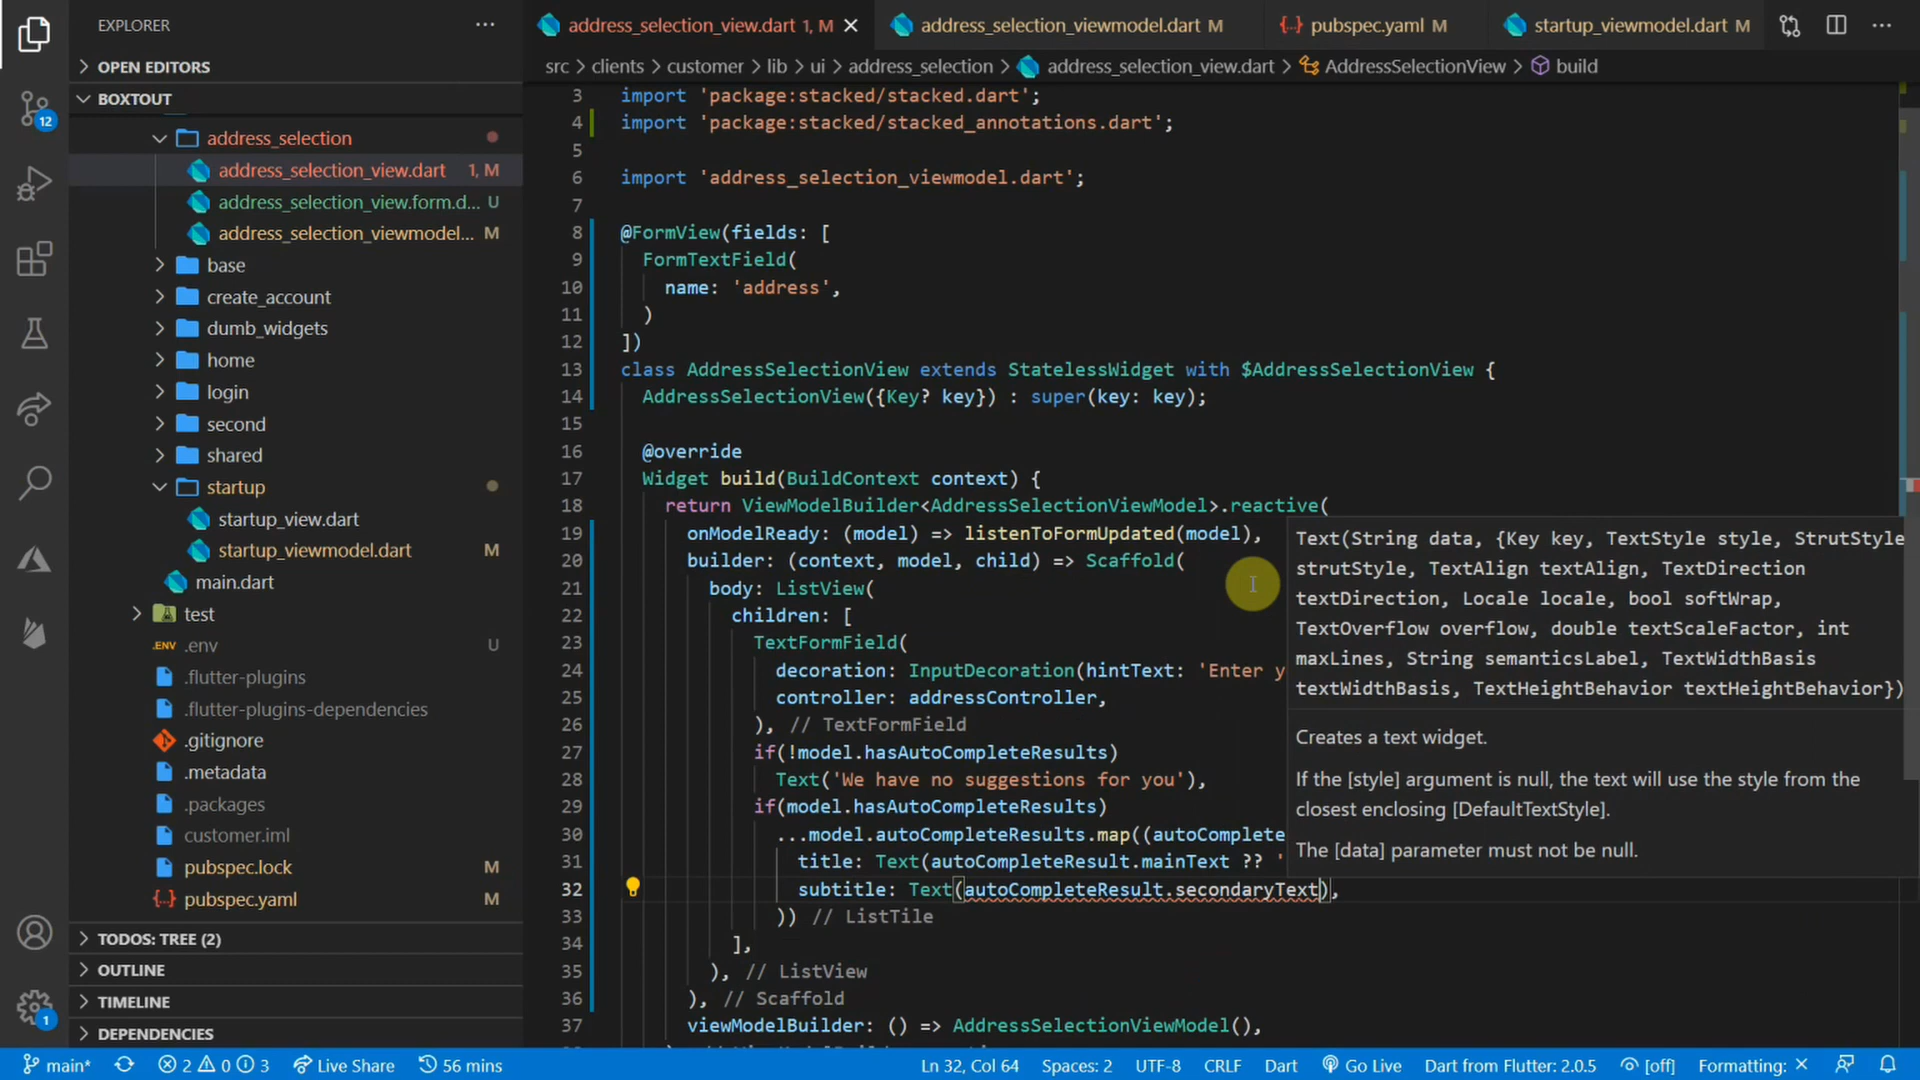 EXPLORER
OPEN EDITORS
BOXTOUT
address_selection
address_selection_view.dart 1, M
address_selection_view.form.d... U
address_selection_viewmodel... M
base
create_account
dumb_widgets
home
login
second
shared
startup
startup_view.dart
startup_viewmodel.dart M
main.dart
test
.ENV .env U
.flutter-plugins
.flutter-plugins-dependencies
.gitignore
.metadata
.packages
customer.iml
pubspec.lock M
pubspec.yaml M
TODOS: TREE (2)
OUTLINE
TIMELINE
DEPENDENCIES
12
1
address_selection_view.dart 1, M
address_selection_viewmodel.dart M
pubspec.yaml M
startup_viewmodel.dart M
src > clients > customer > lib > ui > address_selection > address_selection_view.dart > AddressSelectionView > build
3 import 'package:stacked/stacked.dart';
4 import 'package:stacked/stacked_annotations.dart';
5
6 import 'address_selection_viewmodel.dart';
7
8 @FormView(fields: [
9 FormTextField(
10 name: 'address',
11 )
12 ])
13 class AddressSelectionView extends StatelessWidget with $AddressSelectionView {
14 AddressSelectionView({Key? key}) : super(key: key);
15
16 @override
17 Widget build(BuildContext context) {
18 return ViewModelBuilder<AddressSelectionViewModel>.reactive(
19 onModelReady: (model) => listenToFormUpdated(model),
20 builder: (context, model, child) => Scaffold(
21 body: ListView(
22 children: [
23 TextFormField(
24 decoration: InputDecoration(hintText: 'Enter y
25 controller: addressController,
26 ), // TextFormField
27 if(!model.hasAutoCompleteResults)
28 Text('We have no suggestions for you'),
29 if(model.hasAutoCompleteResults)
30 ...model.autoCompleteResults.map((autoComplete
31 title: Text(autoCompleteResult.mainText ?? '
32 subtitle: Text(autoCompleteResult.secondaryText),
33 )) // ListTile
34 ],
35 ), // ListView
36 ), // Scaffold
37 viewModelBuilder: () => AddressSelectionViewModel(),
Text(String data, {Key key, TextStyle style, StrutStyle
strutStyle, TextAlign textAlign, TextDirection
textDirection, Locale locale, bool softWrap,
TextOverflow overflow, double textScaleFactor, int
maxLines, String semanticsLabel, TextWidthBasis
textWidthBasis, TextHeightBehavior textHeightBehavior})
Creates a text widget.
If the [style] argument is null, the text will use the style from the
closest enclosing [DefaultTextStyle].
The [data] parameter must not be null.
main* 2 0 3 Live Share 56 mins Ln 32, Col 64 Spaces: 2 UTF-8 CRLF Dart Go Live Dart from Flutter: 2.0.5 [off] Formatting: ×